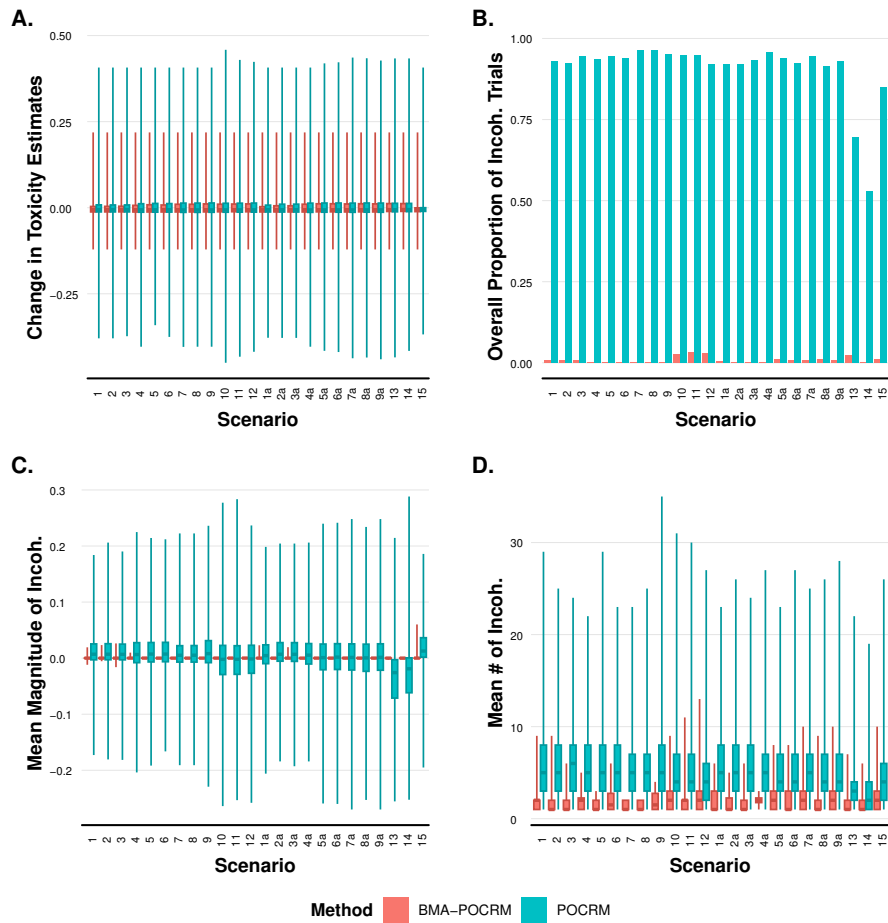 A.
Change in Toxicity Estimates
0.50
0.25
0.00
−0.25
1 2 3 4 5 6 7 8 9 10 11 12 1a 2a 3a 4a 5a 6a 7a 8a 9a 13 14 15
Scenario
B.
Overall Proportion of Incoh. Trials
1.00
0.75
0.50
0.25
0.00
1 2 3 4 5 6 7 8 9 10 11 12 1a 2a 3a 4a 5a 6a 7a 8a 9a 13 14 15
Scenario
C.
Mean Magnitude of Incoh.
0.3
0.2
0.1
0.0
−0.1
−0.2
1 2 3 4 5 6 7 8 9 10 11 12 1a 2a 3a 4a 5a 6a 7a 8a 9a 13 14 15
Scenario
D.
Mean # of Incoh.
30
20
10
0
1 2 3 4 5 6 7 8 9 10 11 12 1a 2a 3a 4a 5a 6a 7a 8a 9a 13 14 15
Scenario
Method BMA−POCRM POCRM